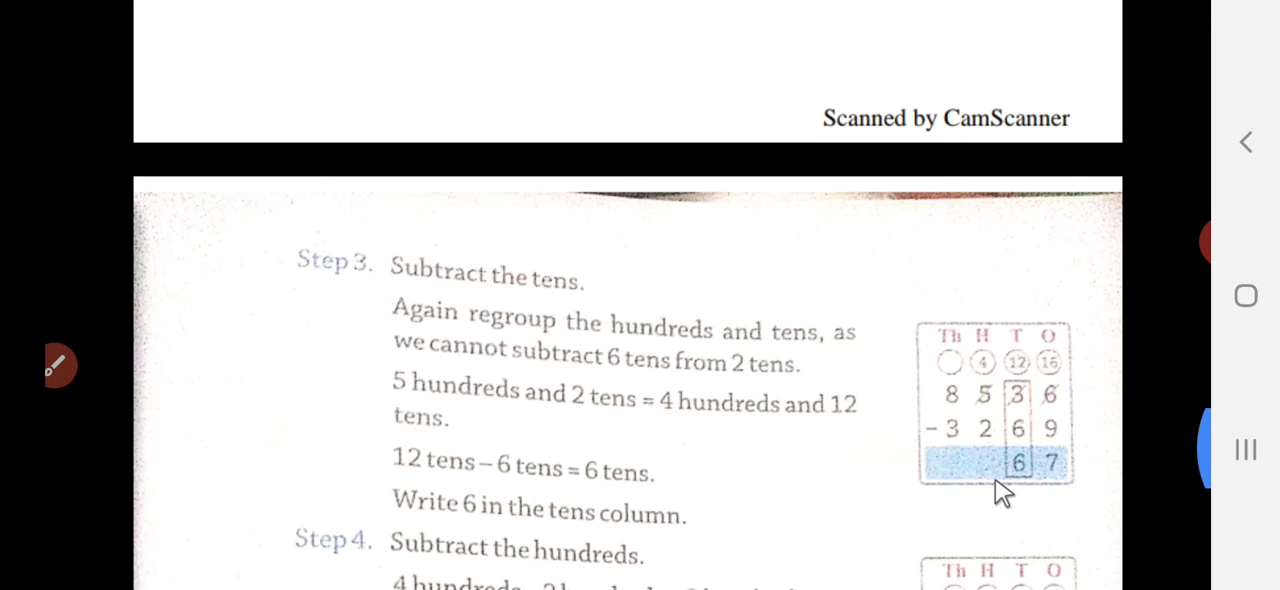 Scanned by CamScanner
Step 3. Subtract the tens.
Again regroup the hundreds and tens, as
we cannot subtract 6 tens from 2 tens.
5 hundreds and 2 tens = 4 hundreds and 12
tens.
12 tens – 6 tens = 6 tens.
Write 6 in the tens column.
Th H T O
4 12 16
8 5 3 6
– 3 2 6 9
6 7
Step 4. Subtract the hundreds.
4 hundreds
Th H T O